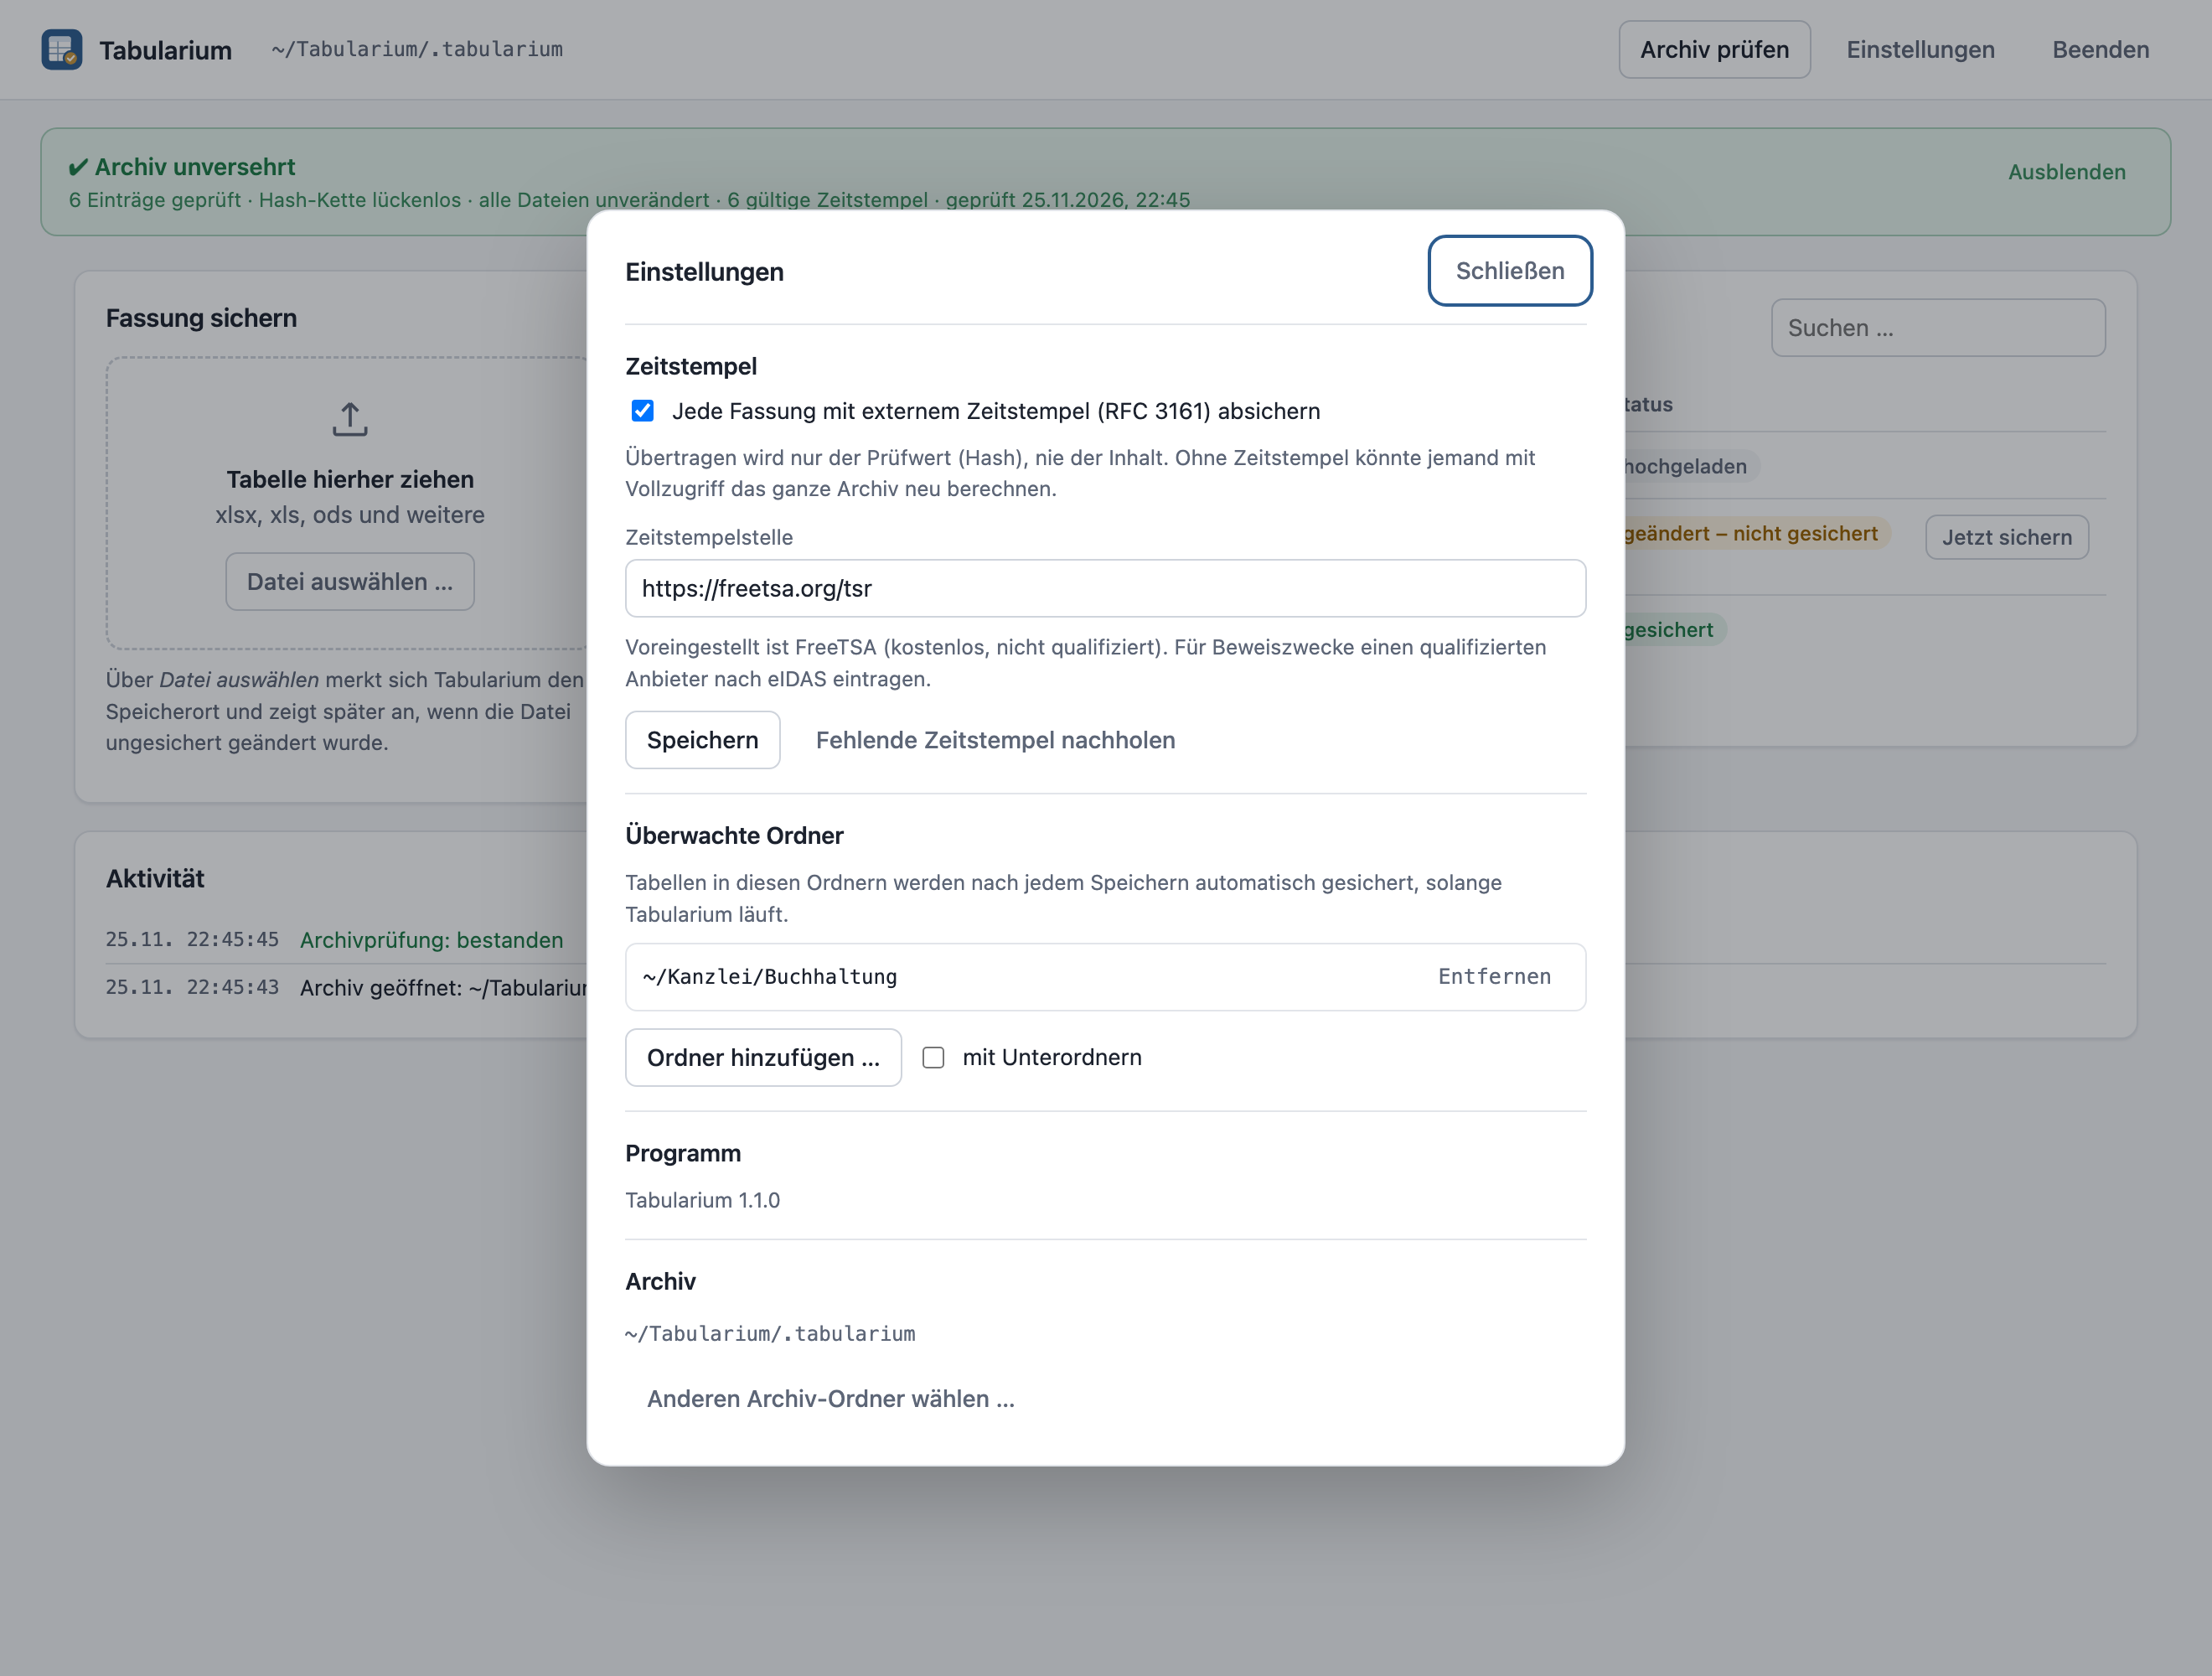 Tabularium ~/Tabularium/.tabularium Archiv prüfen Einstellungen Beenden
✔ Archiv unversehrt
Ausblenden
6 Einträge geprüft · Hash-Kette lückenlos · alle Dateien unverändert · 6 gültige Zeitstempel · geprüft 25.11.2026, 22:45
Fassung sichern
Tabelle hierher ziehen
xlsx, xls, ods und weitere
Datei auswählen ...
Über Datei auswählen merkt sich Tabularium den
Speicherort und zeigt später an, wenn die Datei
ungesichert geändert wurde.
Suchen ...
tatus
hochgeladen
geändert – nicht gesichert Jetzt sichern
gesichert
Aktivität
25.11. 22:45:45 Archivprüfung: bestanden
25.11. 22:45:43 Archiv geöffnet: ~/Tabulariu
Einstellungen
Schließen
Zeitstempel
Jede Fassung mit externem Zeitstempel (RFC 3161) absichern
Übertragen wird nur der Prüfwert (Hash), nie der Inhalt. Ohne Zeitstempel könnte jemand mit
Vollzugriff das ganze Archiv neu berechnen.
Zeitstempelstelle
https://freetsa.org/tsr
Voreingestellt ist FreeTSA (kostenlos, nicht qualifiziert). Für Beweiszwecke einen qualifizierten
Anbieter nach eIDAS eintragen.
Speichern Fehlende Zeitstempel nachholen
Überwachte Ordner
Tabellen in diesen Ordnern werden nach jedem Speichern automatisch gesichert, solange
Tabularium läuft.
~/Kanzlei/Buchhaltung Entfernen
Ordner hinzufügen ... mit Unterordnern
Programm
Tabularium 1.1.0
Archiv
~/Tabularium/.tabularium
Anderen Archiv-Ordner wählen ...